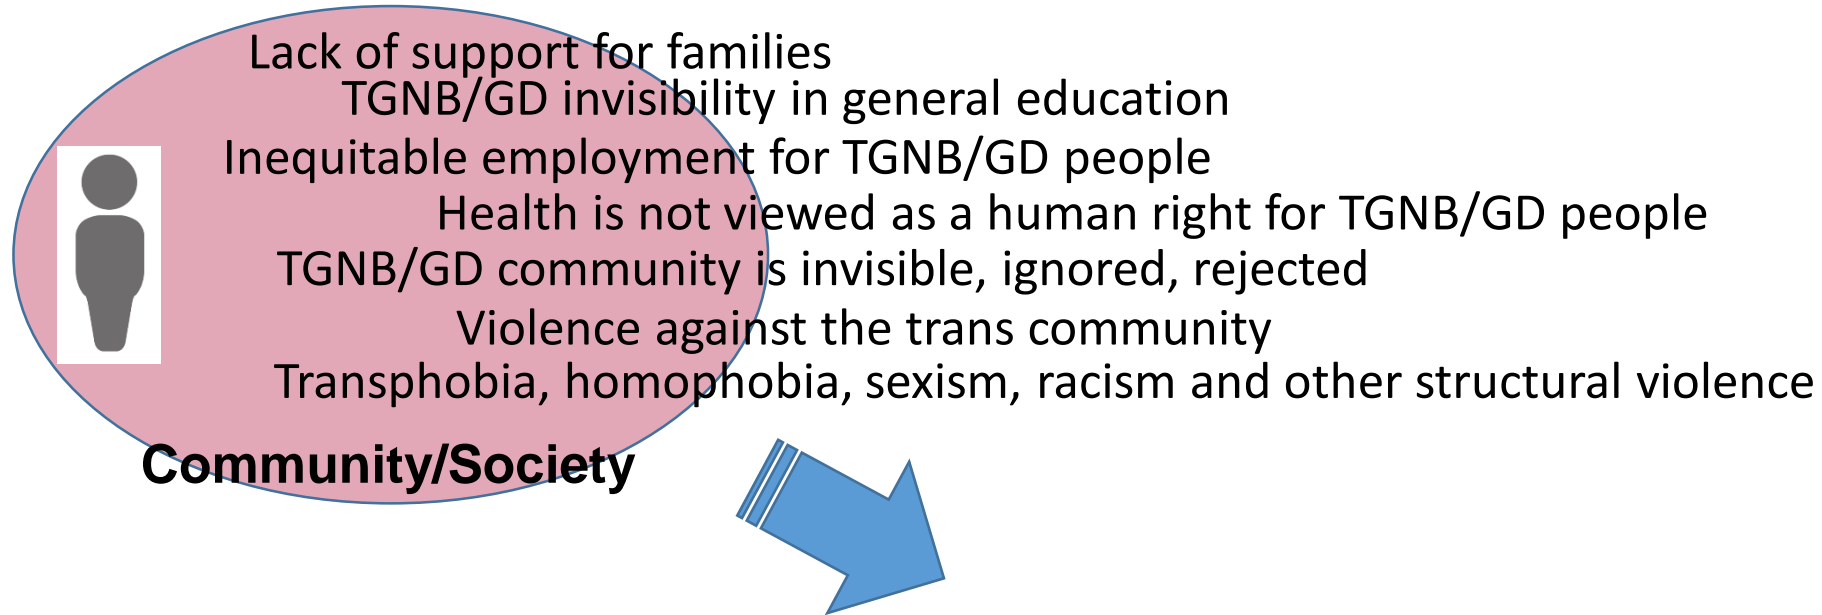 Lack of support for families
TGNB/GD invisibility in general education
Inequitable employment for TGNB/GD people
Health is not viewed as a human right for TGNB/GD people
TGNB/GD community is invisible, ignored, rejected
Violence against the trans community
Transphobia, homophobia, sexism, racism and other structural violence
Community/Society